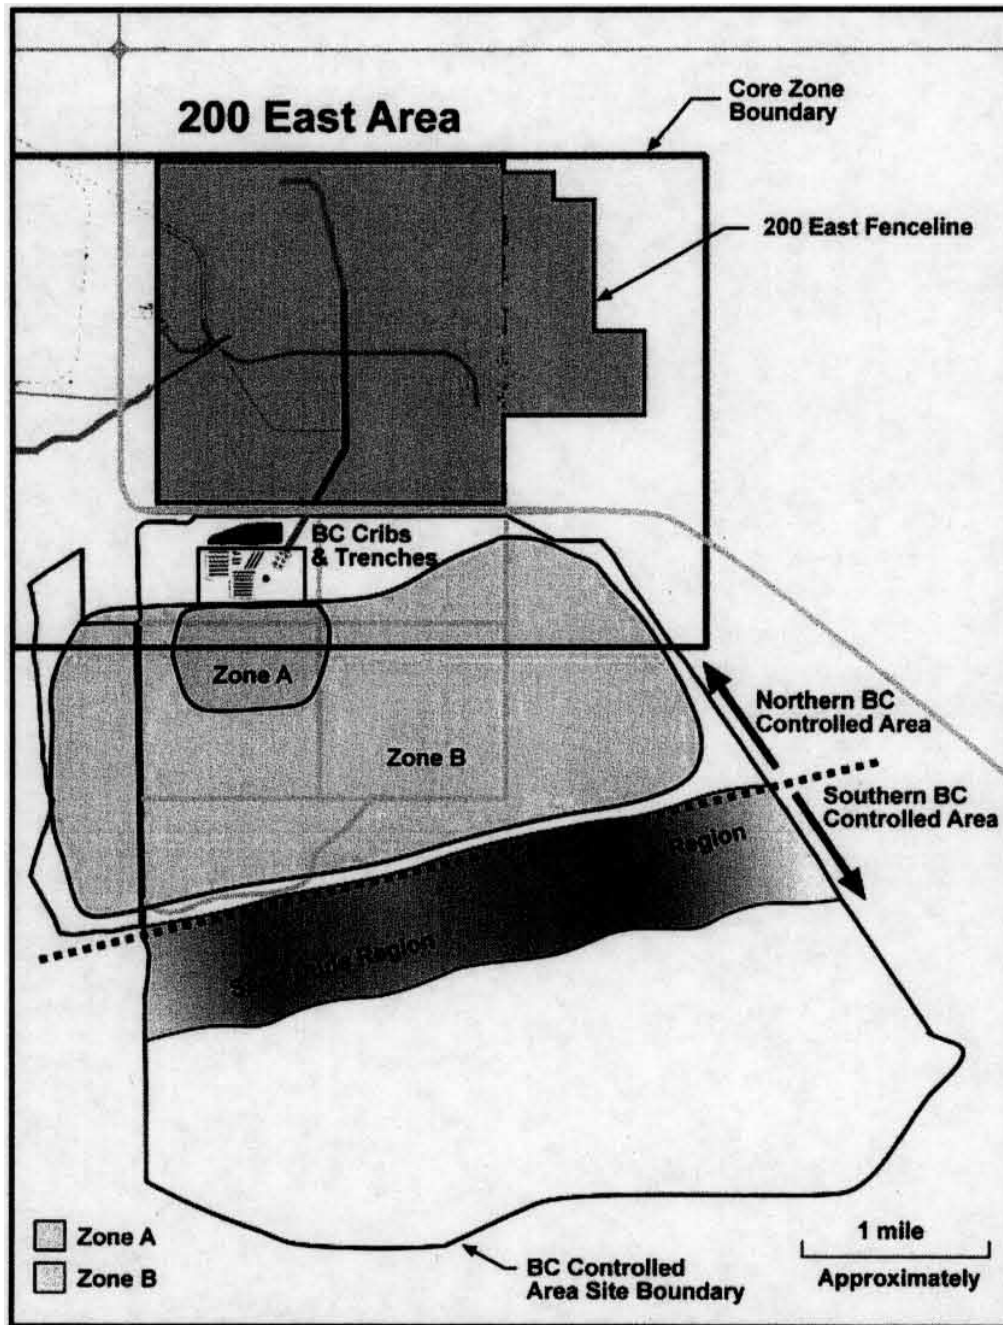 200 East Area
Core Zone
Boundary
200 East Fenceline
BC Cribs
& Trenches
Zone A
Zone B
Northern BC
Controlled Area
Southern BC
Controlled Area
Region
Region
Zone A
Zone B
BC Controlled
Area Site Boundary
1 mile
Approximately